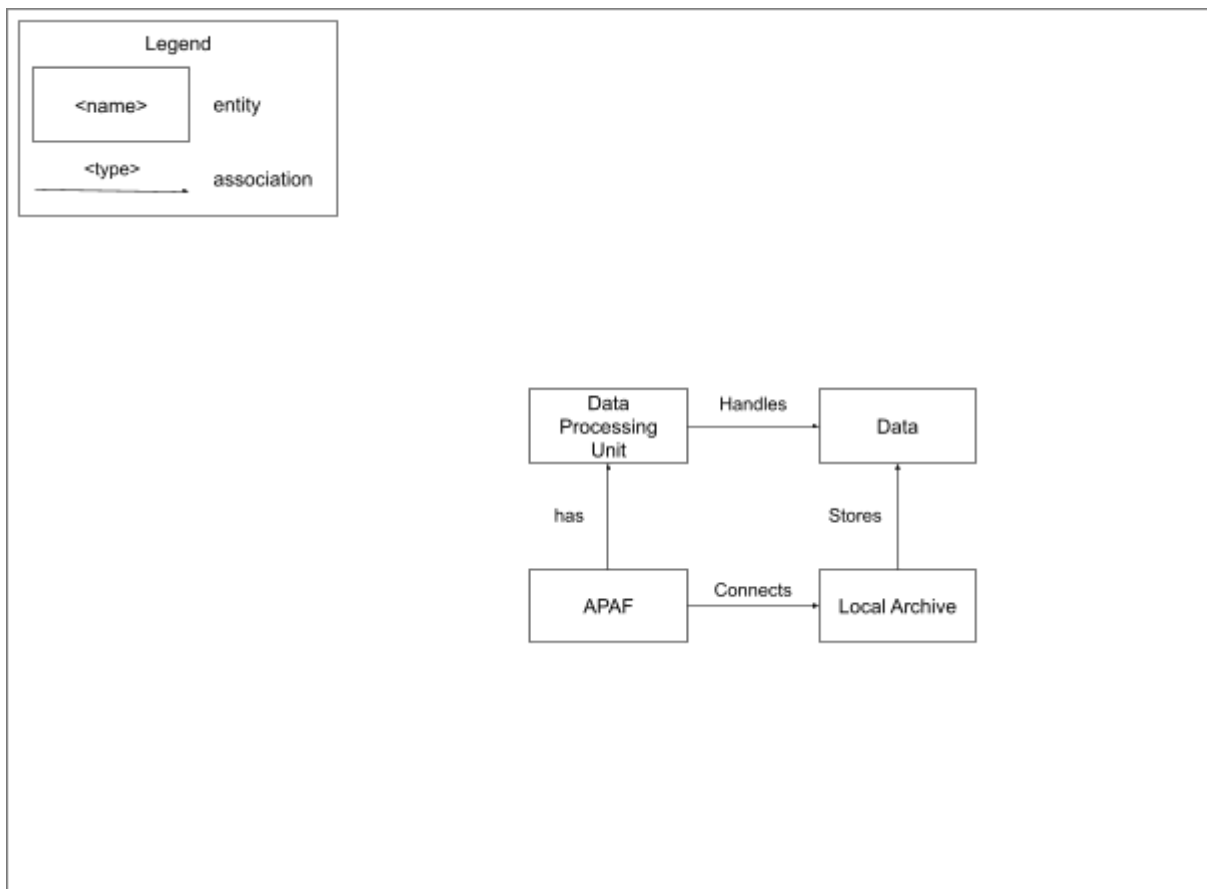 Legend
<name>
entity
<type>
association
Data
Processing
Unit
Handles
Data
has
Stores
APAF
Connects
Local Archive